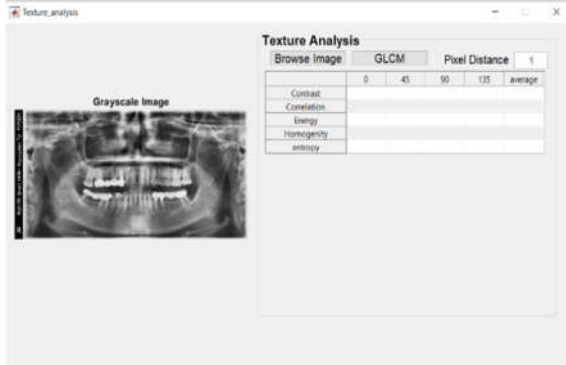 Texture_analysis
Texture Analysis
Browse Image GLCM Pixel Distance 1
0 45 90 135 average
Contrast
Correlation
Energy
Homogenity
entropy
Grayscale Image